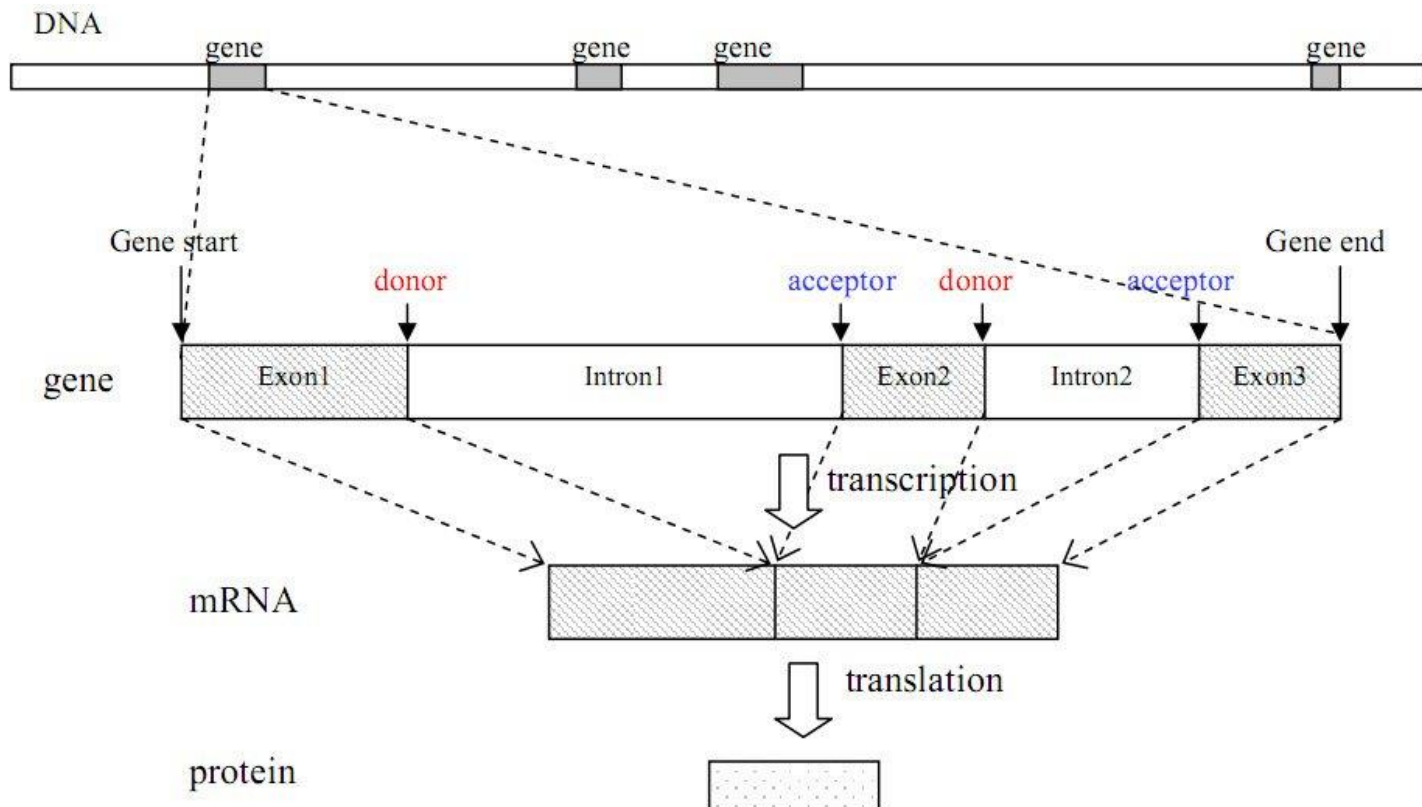 DNA
gene gene gene gene
Gene start Gene end
donor acceptor donor acceptor
gene Exon1 Intron1 Exon2 Intron2 Exon3
transcription
mRNA
translation
protein